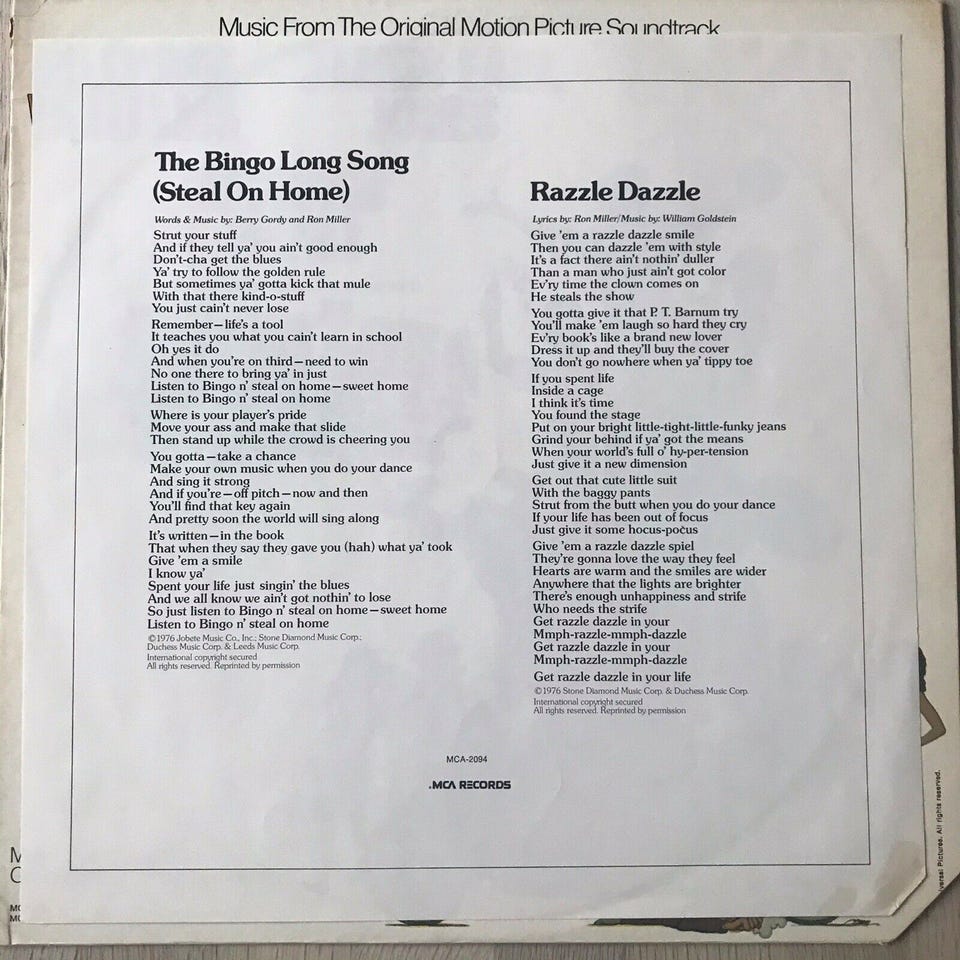 Music From The Original Motion Picture Soundtrack
The Bingo Long Song
(Steal On Home)
Words & Music by: Berry Gordy and Ron Miller
Strut your stuff
And if they tell ya' you ain't good enough
Don't-cha get the blues
Ya' try to follow the golden rule
But sometimes ya' gotta kick that mule
With that there kind-o-stuff
You just cain't never lose
Remember—life's a tool
It teaches you what you cain't learn in school
Oh yes it do
And when you're on third—need to win
No one there to bring ya' in just
Listen to Bingo n' steal on home—sweet home
Listen to Bingo n' steal on home
Where is your player's pride
Move your ass and make that slide
Then stand up while the crowd is cheering you
You gotta—take a chance
Make your own music when you do your dance
And sing it strong
And if you're—off pitch—now and then
You'll find that key again
And pretty soon the world will sing along
It's written—in the book
That when they say they gave you (hah) what ya' took
Give 'em a smile
I know ya'
Spent your life just singin' the blues
And we all know we ain't got nothin' to lose
So just listen to Bingo n' steal on home—sweet home
Listen to Bingo n' steal on home
©1976 Jobete Music Co., Inc.; Stone Diamond Music Corp.;
Duchess Music Corp. & Leeds Music Corp.
International copyright secured
All rights reserved. Reprinted by permission
Razzle Dazzle
Lyrics by: Ron Miller/Music by: William Goldstein
Give 'em a razzle dazzle smile
Then you can dazzle 'em with style
It's a fact there ain't nothin' duller
Than a man who just ain't got color
Ev'ry time the clown comes on
He steals the show
You gotta give it that P. T. Barnum try
You'll make 'em laugh so hard they cry
Ev'ry book's like a brand new lover
Dress it up and they'll buy the cover
You don't go nowhere when ya' tippy toe
If you spent life
Inside a cage
I think it's time
You found the stage
Put on your bright little-tight-little-funky jeans
Grind your behind if ya' got the means
When your world's full o' hy-per-tension
Just give it a new dimension
Get out that cute little suit
With the baggy pants
Strut from the butt when you do your dance
If your life has been out of focus
Just give it some hocus-pocus
Give 'em a razzle dazzle spiel
They're gonna love the way they feel
Hearts are warm and the smiles are wider
Anywhere that the lights are brighter
There's enough unhappiness and strife
Who needs the strife
Get razzle dazzle in your
Mmph-razzle-mmph-dazzle
Get razzle dazzle in your
Mmph-razzle-mmph-dazzle
Get razzle dazzle in your life
©1976 Stone Diamond Music Corp. & Duchess Music Corp.
International copyright secured
All rights reserved. Reprinted by permission
MCA-2094
.MCA RECORDS
Pictures. All rights reserved.